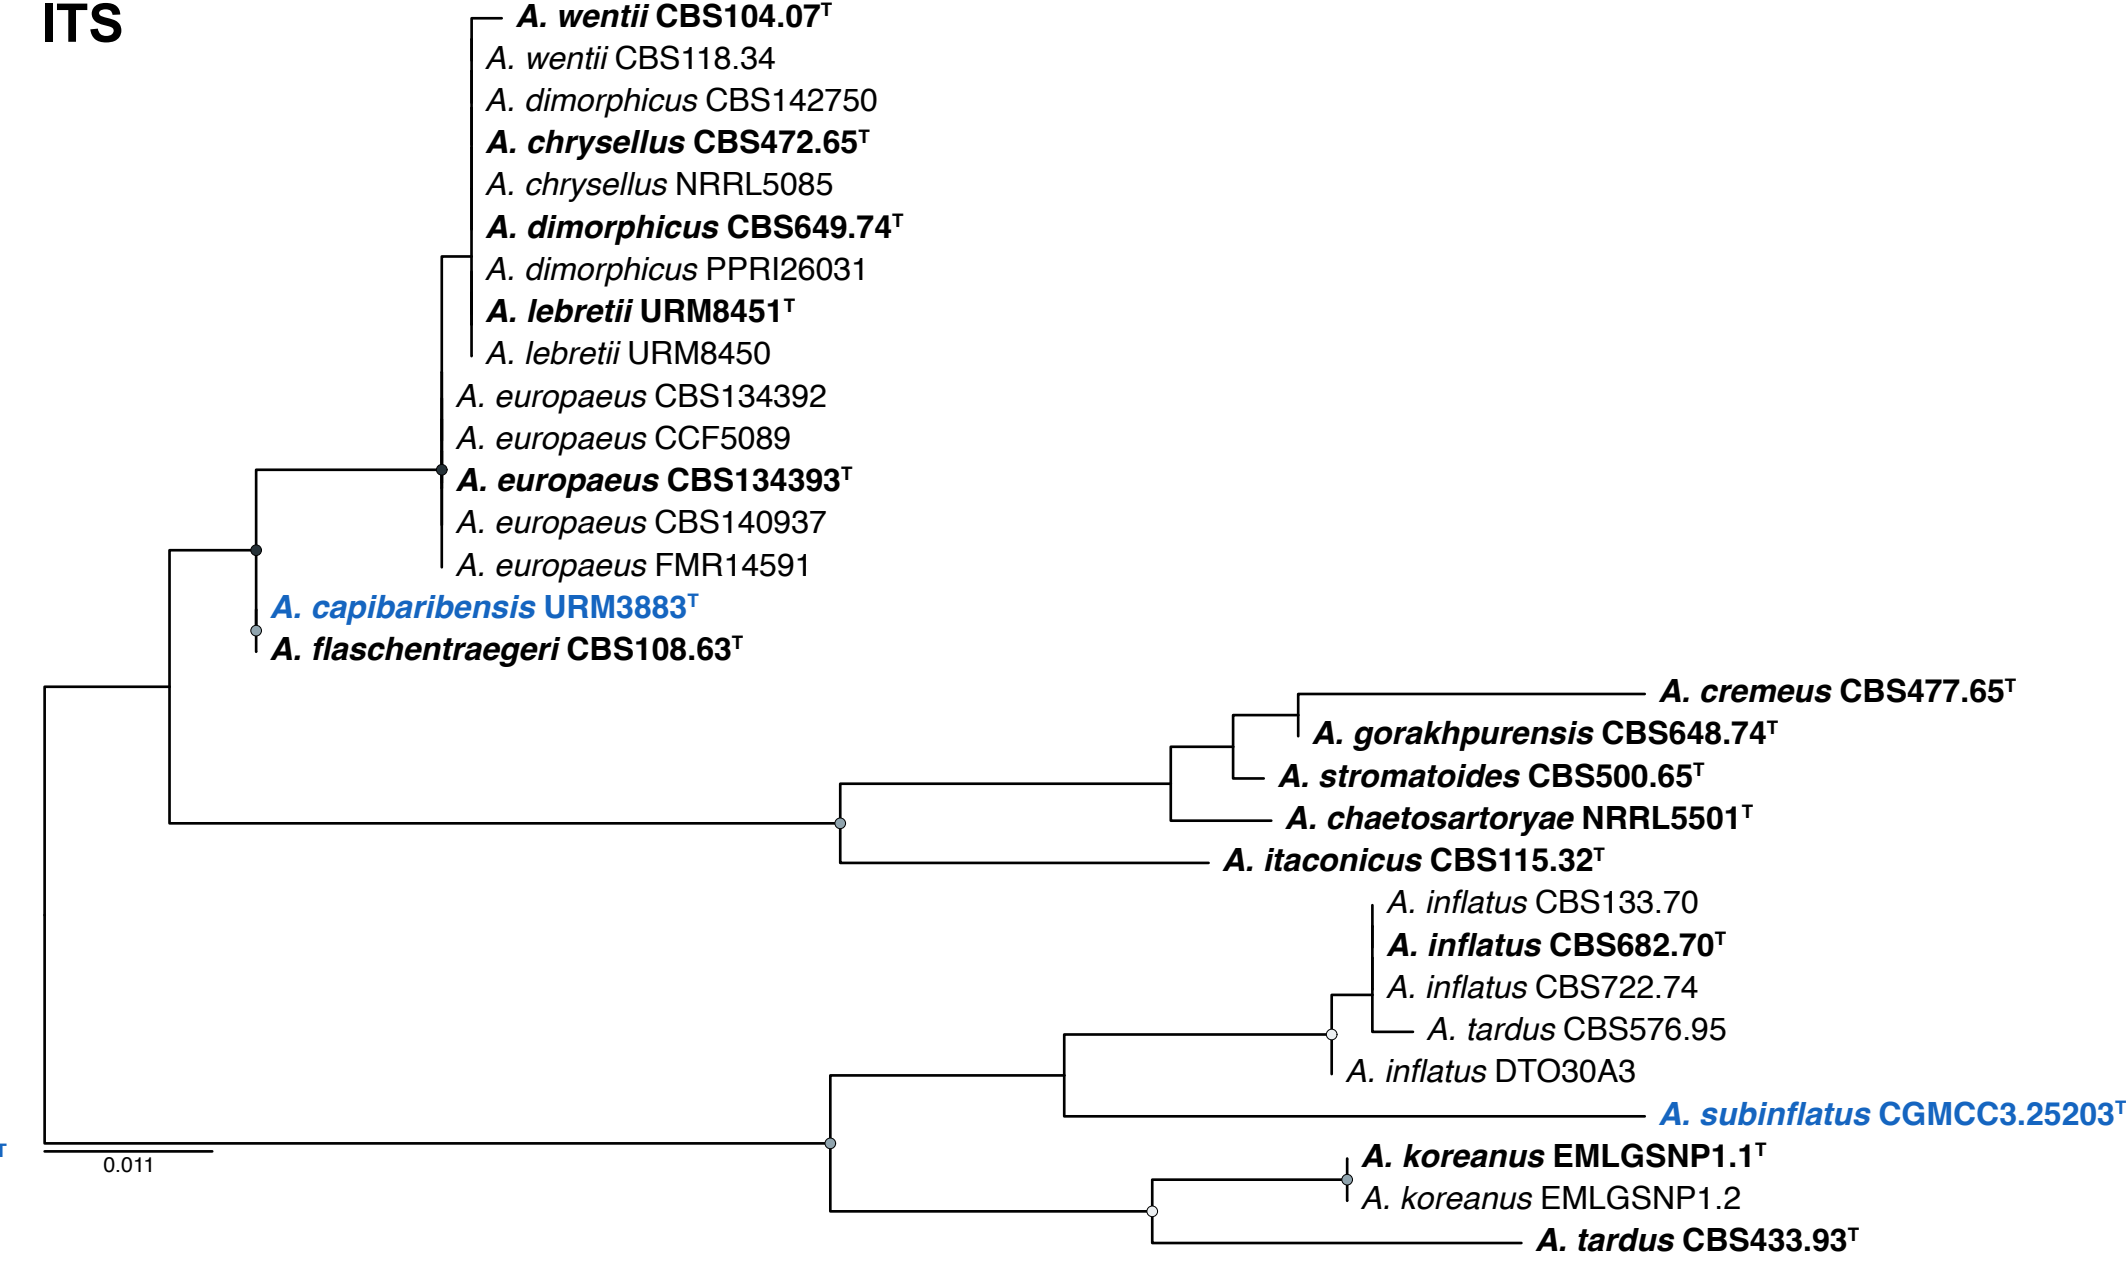 ITS
A. wentii CBS104.07T
A. wentii CBS118.34
A. dimorphicus CBS142750
A. chrysellus CBS472.65T
A. chrysellus NRRL5085
A. dimorphicus CBS649.74T
A. dimorphicus PPRI26031
A. lebretii URM8451T
A. lebretii URM8450
A. europaeus CBS134392
A. europaeus CCF5089
A. europaeus CBS134393T
A. europaeus CBS140937
A. europaeus FMR14591
A. capibaribensis URM3883T
A. flaschentraegeri CBS108.63T
A. cremeus CBS477.65T
A. gorakhpurensis CBS648.74T
A. stromatoides CBS500.65T
A. chaetosartoryae NRRL5501T
A. itaconicus CBS115.32T
A. inflatus CBS133.70
A. inflatus CBS682.70T
A. inflatus CBS722.74
A. tardus CBS576.95
A. inflatus DTO30A3
A. subinflatus CGMCC3.25203T
T
0.011
A. koreanus EMLGSNP1.1T
A. koreanus EMLGSNP1.2
A. tardus CBS433.93T